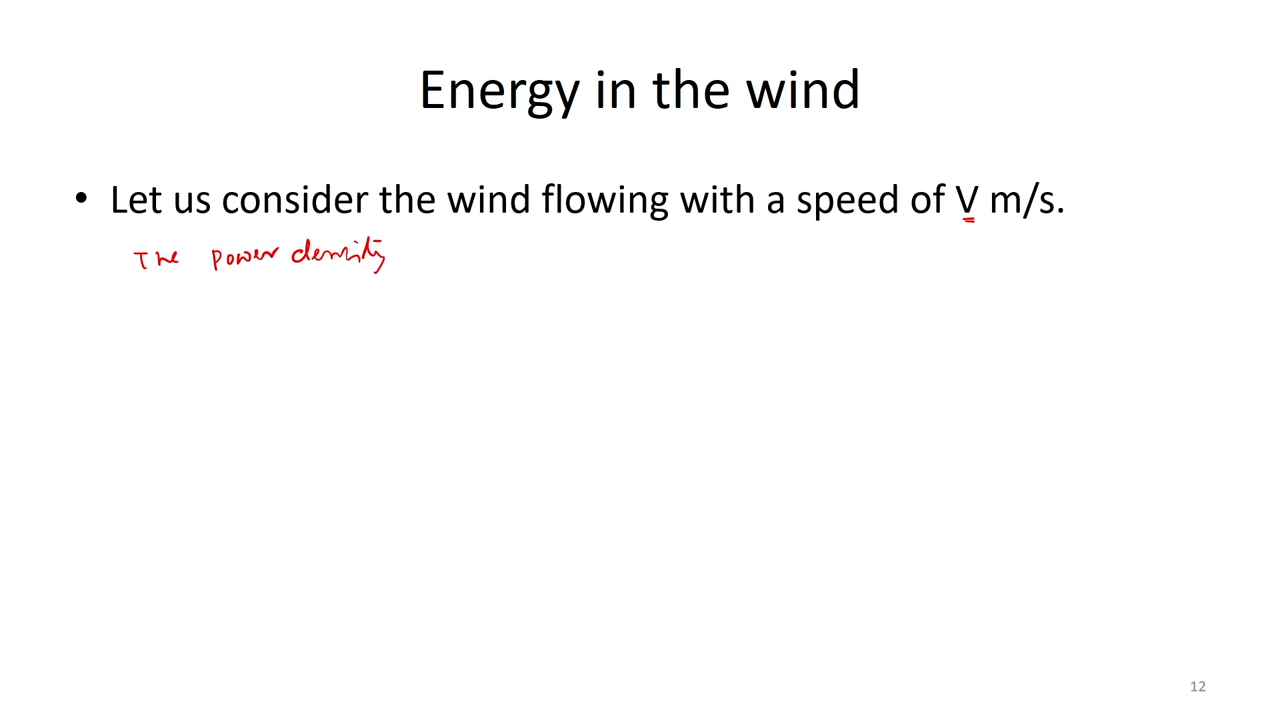 Energy in the wind
• Let us consider the wind flowing with a speed of V m/s.
The power density
12